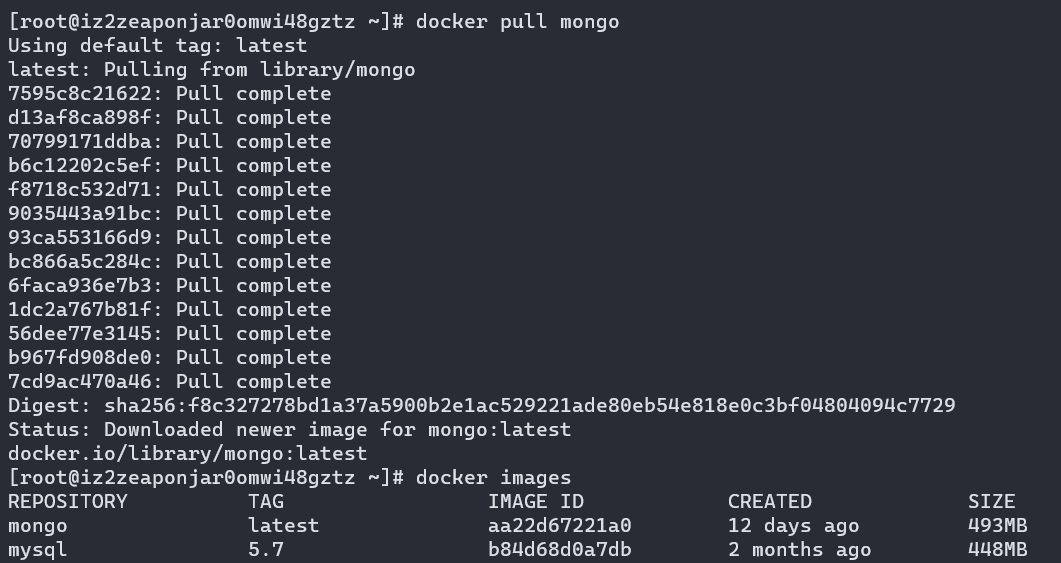 [root@iz2zeaponjar0omwi48gztz ~]# docker pull mongo
Using default tag: latest
latest: Pulling from library/mongo
7595c8c21622: Pull complete
d13af8ca898f: Pull complete
70799171ddba: Pull complete
b6c12202c5ef: Pull complete
f8718c532d71: Pull complete
9035443a91bc: Pull complete
93ca553166d9: Pull complete
bc866a5c284c: Pull complete
6faca936e7b3: Pull complete
1dc2a767b81f: Pull complete
56dee77e3145: Pull complete
b967fd908de0: Pull complete
7cd9ac470a46: Pull complete
Digest: sha256:f8c327278bd1a37a5900b2e1ac529221ade80eb54e818e0c3bf04804094c7729
Status: Downloaded newer image for mongo:latest
docker.io/library/mongo:latest
[root@iz2zeaponjar0omwi48gztz ~]# docker images
REPOSITORY          TAG                 IMAGE ID            CREATED             SIZE
mongo               latest              aa22d67221a0        12 days ago         493MB
mysql               5.7                 b84d68d0a7db        2 months ago        448MB